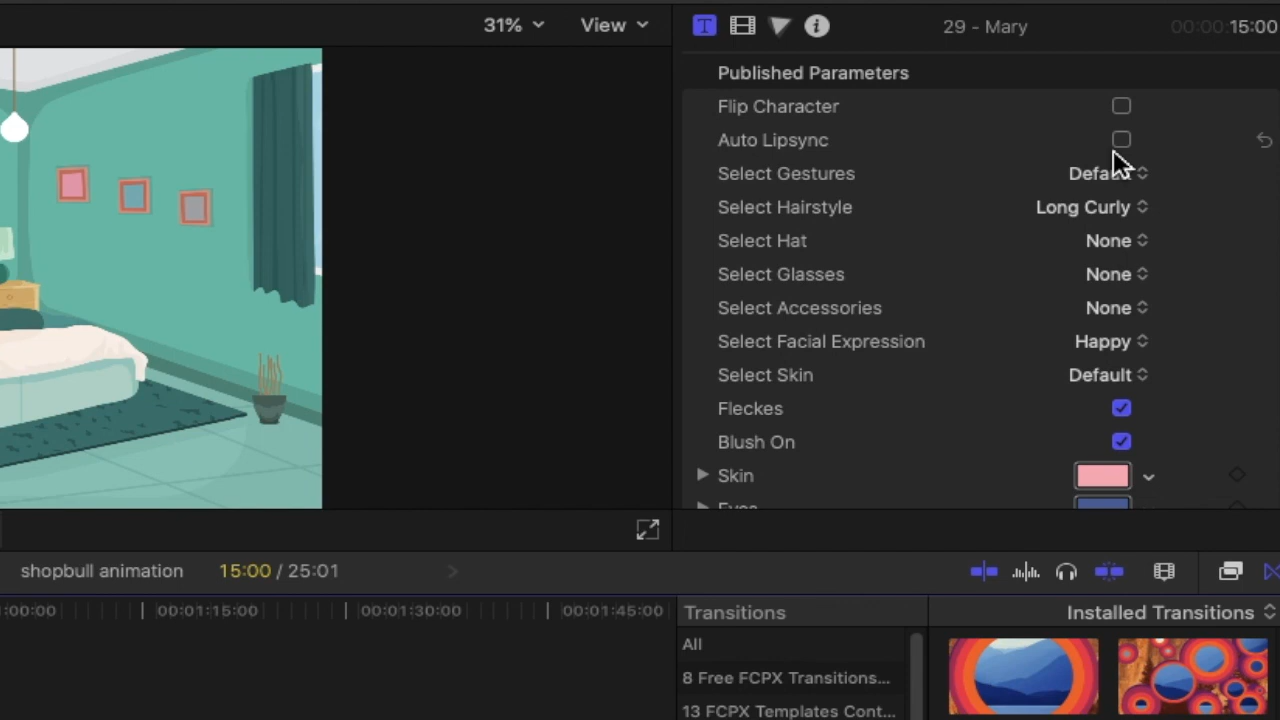 31% View 29 - Mary 00:00:15:00
Published Parameters
Flip Character
Auto Lipsync
Select Gestures Default
Select Hairstyle Long Curly
Select Hat None
Select Glasses None
Select Accessories None
Select Facial Expression Happy
Select Skin Default
Fleckes
Blush On
Skin
Eyes
shopbull animation 15:00 / 25:01
:00:00 00:01:15:00 00:01:30:00 00:01:45:00
Transitions Installed Transitions
All
8 Free FCPX Transitions...
13 FCPX Templates Cont...